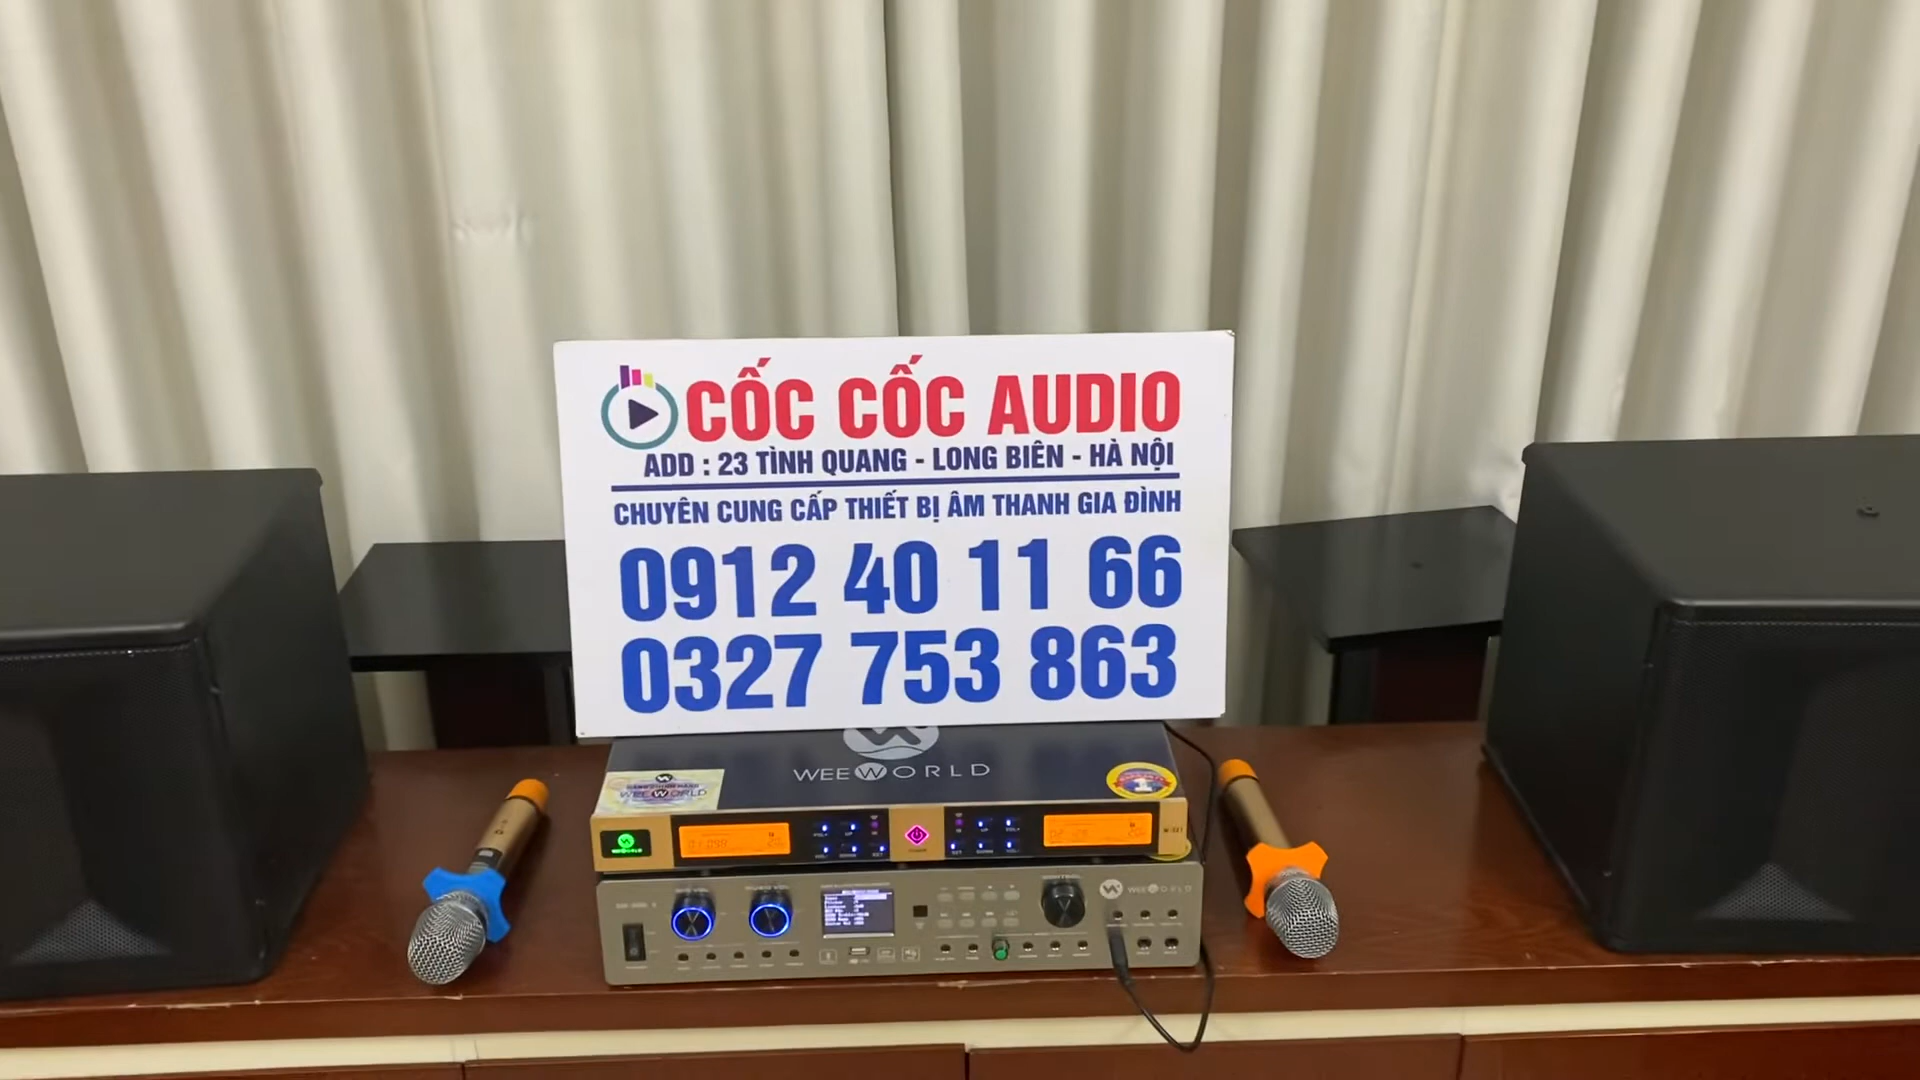 CỐC CỐC AUDIO
ADD : 23 TÌNH QUANG - LONG BIÊN - HÀ NỘI
CHUYÊN CUNG CẤP THIẾT BỊ ÂM THANH GIA ĐÌNH
0912 40 11 66
0327 753 863
WEEWORLD
WEEWORLD
WEEWORLD